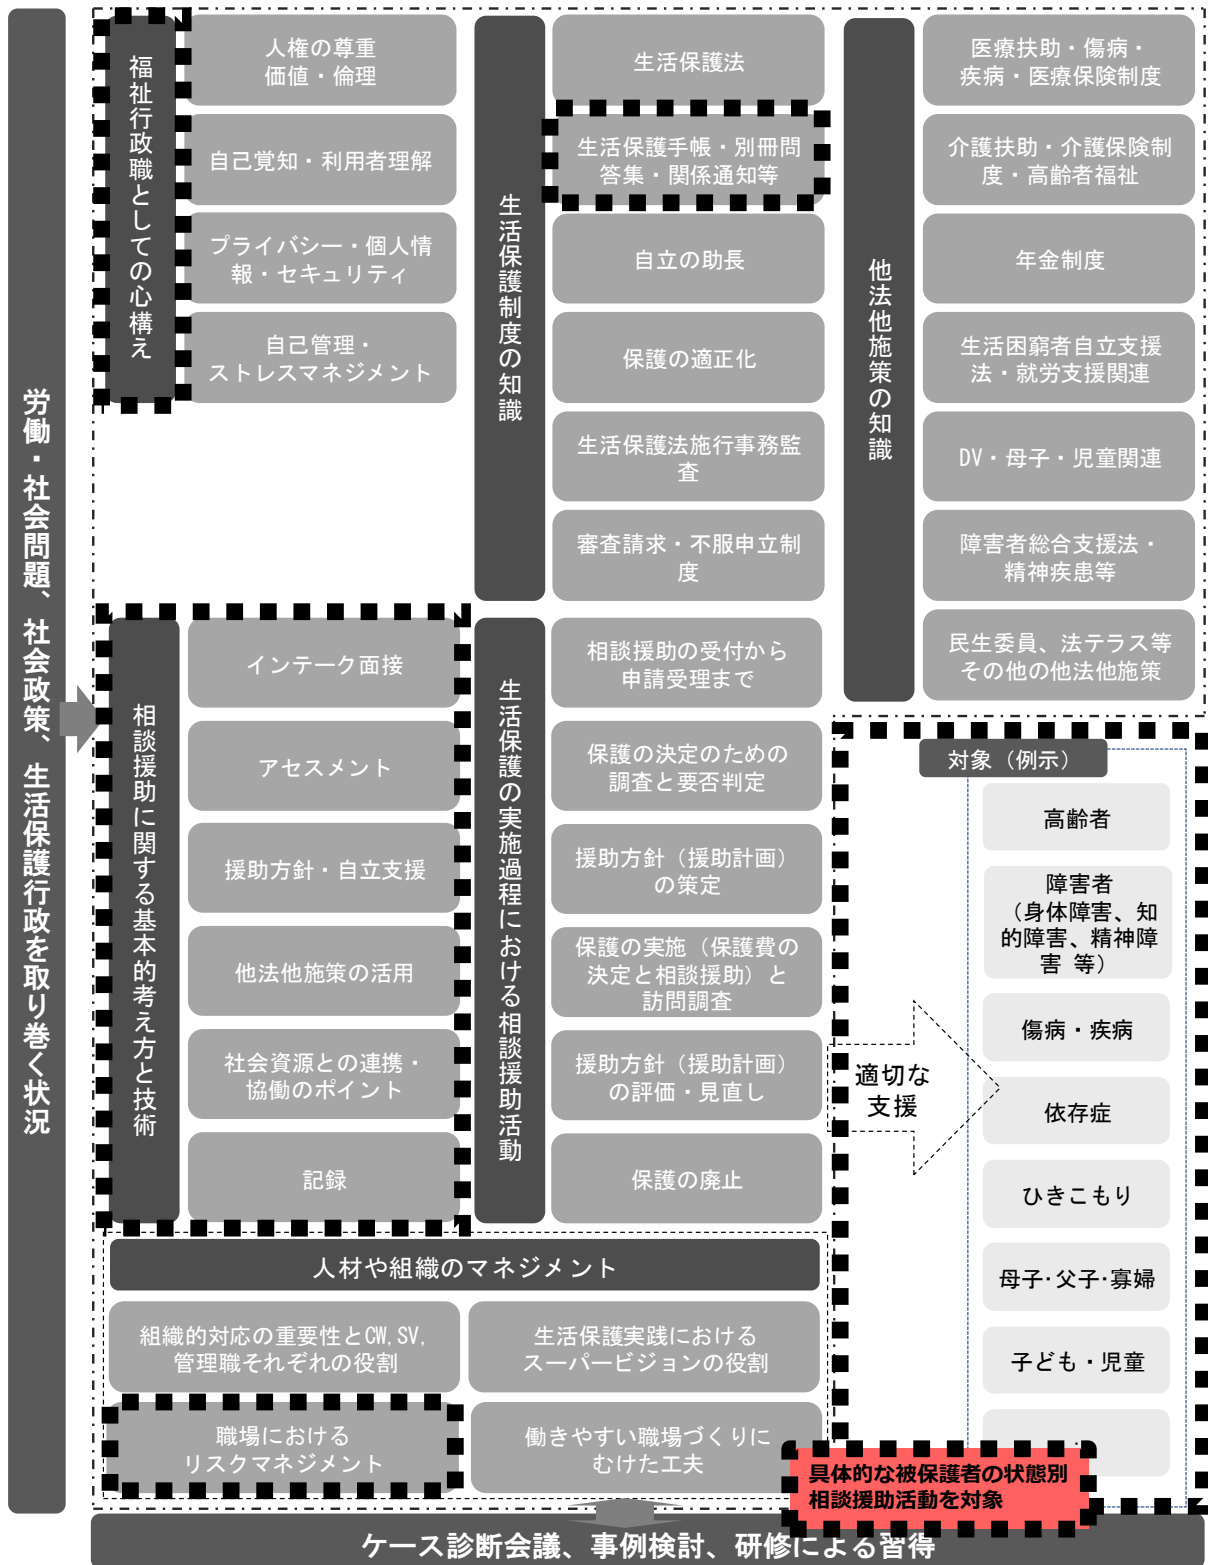 労働・社会問題、社会政策、生活保護行政を取り巻く状況
福祉行政職としての心構え
人権の尊重
価値・倫理
自己覚知・利用者理解
プライバシー・個人情
報・セキュリティ
自己管理・
ストレスマネジメント
生活保護制度の知識
生活保護法
生活保護手帳・別冊問
答集・関係通知等
自立の助長
保護の適正化
生活保護法施行事務監
査
審査請求・不服申立制
度
他法他施策の知識
医療扶助・傷病・
疾病・医療保険制度
介護扶助・介護保険制
度・高齢者福祉
年金制度
生活困窮者自立支援
法・就労支援関連
DV・母子・児童関連
障害者総合支援法・
精神疾患等
民生委員、法テラス等
その他の他法他施策
相談援助に関する基本的考え方と技術
インテーク面接
アセスメント
援助方針・自立支援
他法他施策の活用
社会資源との連携・
協働のポイント
記録
生活保護の実施過程における相談援助活動
相談援助の受付から
申請受理まで
保護の決定のための
調査と要否判定
援助方針（援助計画）
の策定
保護の実施（保護費の
決定と相談援助）と
訪問調査
援助方針（援助計画）
の評価・見直し
保護の廃止
適切な
支援
対象（例示）
高齢者
障害者
（身体障害、知
的障害、精神障
害 等）
傷病・疾病
依存症
ひきこもり
母子・父子・寡婦
子ども・児童
人材や組織のマネジメント
組織的対応の重要性とCW,SV,
管理職それぞれの役割
生活保護実践における
スーパービジョンの役割
職場における
リスクマネジメント
働きやすい職場づくりに
むけた工夫
具体的な被保護者の状態別
相談援助活動を対象
ケース診断会議、事例検討、研修による習得